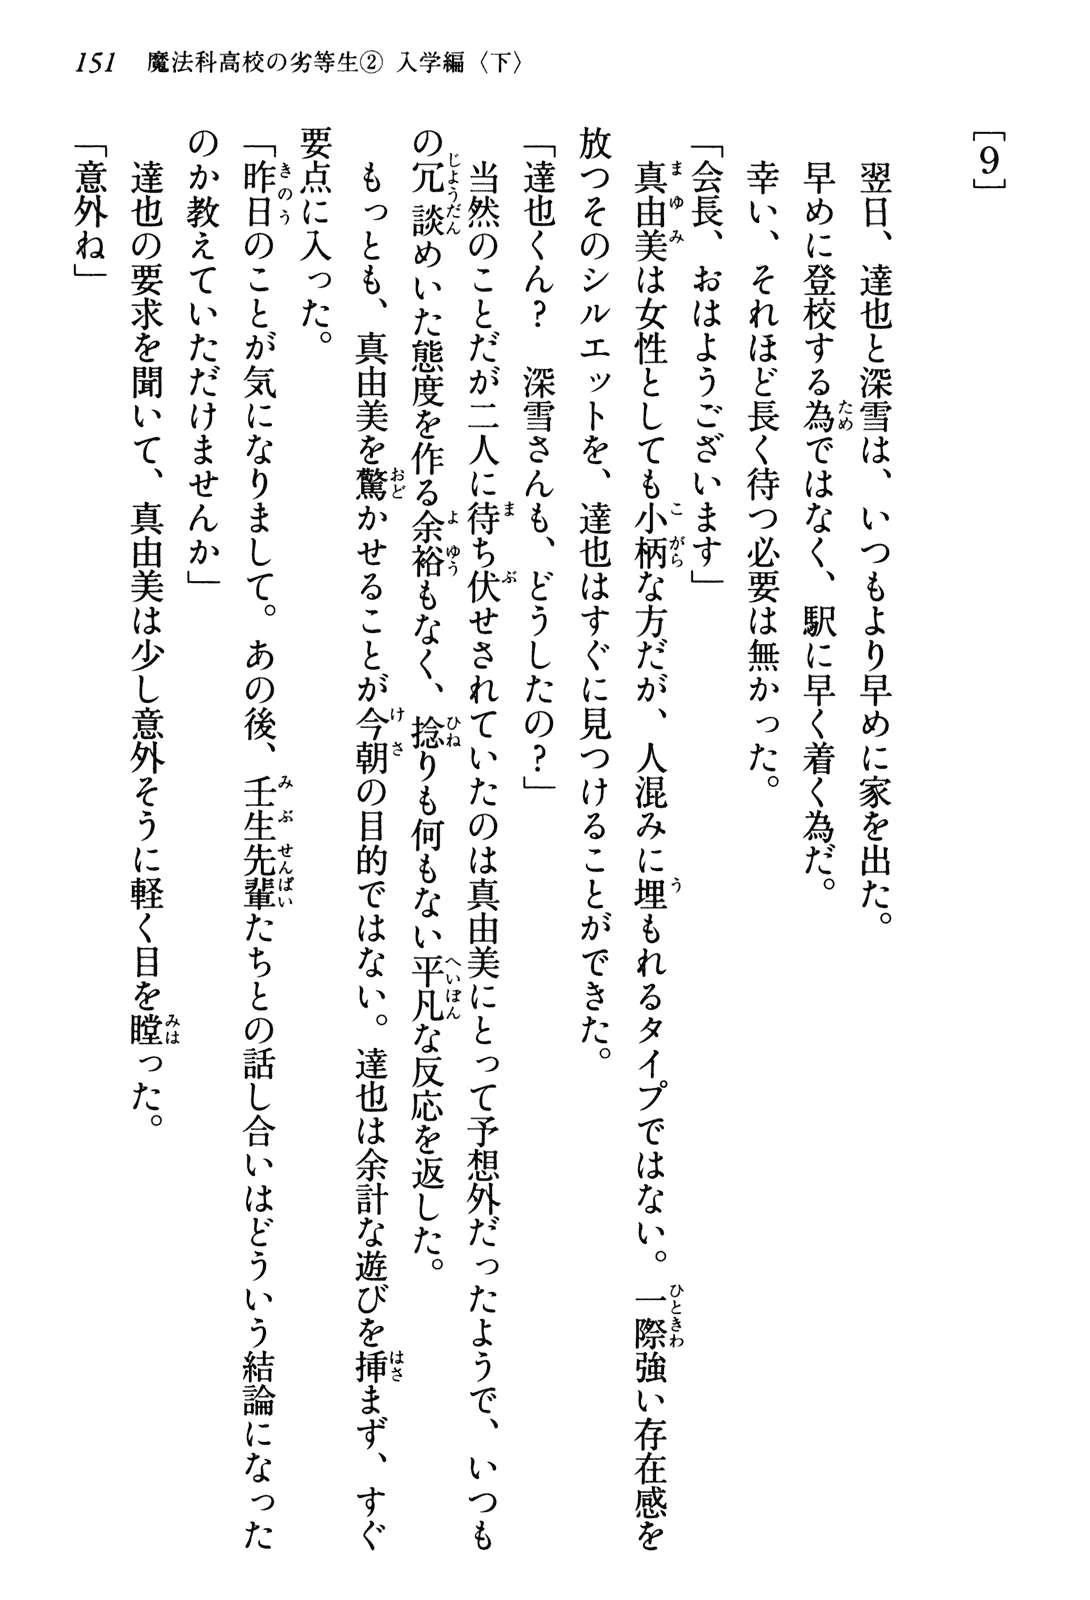 151　魔法科高校の劣等生② 入学編〈下〉
［9］
翌日、達也と深雪は、いつもより早めに家を出た。
早めに登校する為ではなく、駅に早く着く為だ。
幸い、それほど長く待つ必要は無かった。
「会長、おはようございます」
真由美は女性としても小柄な方だが、人混みに埋もれるタイプではない。一際強い存在感を
放つそのシルエットを、達也はすぐに見つけることができた。
「達也くん？　深雪さんも、どうしたの？」
当然のことだが二人に待ち伏せされていたのは真由美にとって予想外だったようで、いつも
の冗談めいた態度を作る余裕もなく、捻りも何もない平凡な反応を返した。
もっとも、真由美を驚かせることが今朝の目的ではない。達也は余計な遊びを挿まず、すぐ
要点に入った。
「昨日のことが気になりまして。あの後、壬生先輩たちとの話し合いはどういう結論になった
のか教えていただけませんか」
達也の要求を聞いて、真由美は少し意外そうに軽く目を瞠った。
「意外ね」